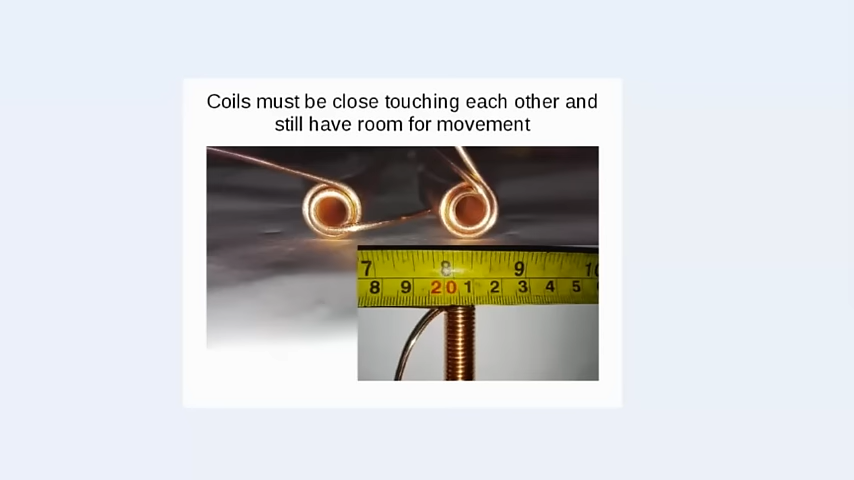 Coils must be close touching each other and
still have room for movement
7 8 9 10
8 9 20 1 2 3 4 5